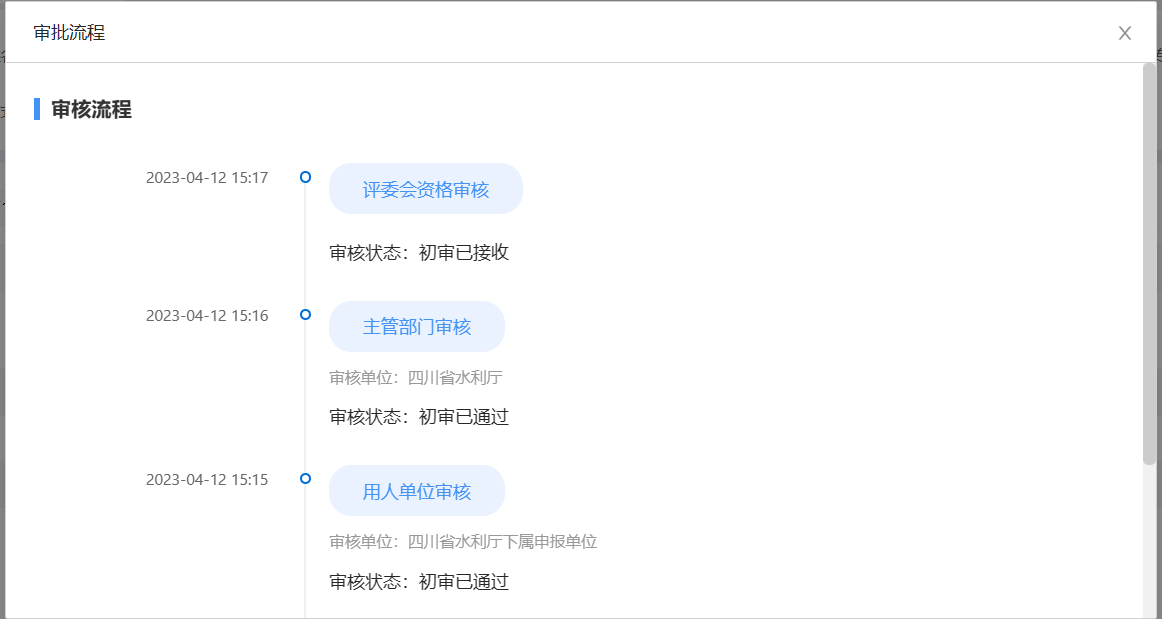 审批流程
审核流程
2023-04-12 15:17
评委会资格审核
审核状态：初审已接收
2023-04-12 15:16
主管部门审核
审核单位：四川省水利厅
审核状态：初审已通过
2023-04-12 15:15
用人单位审核
审核单位：四川省水利厅下属申报单位
审核状态：初审已通过